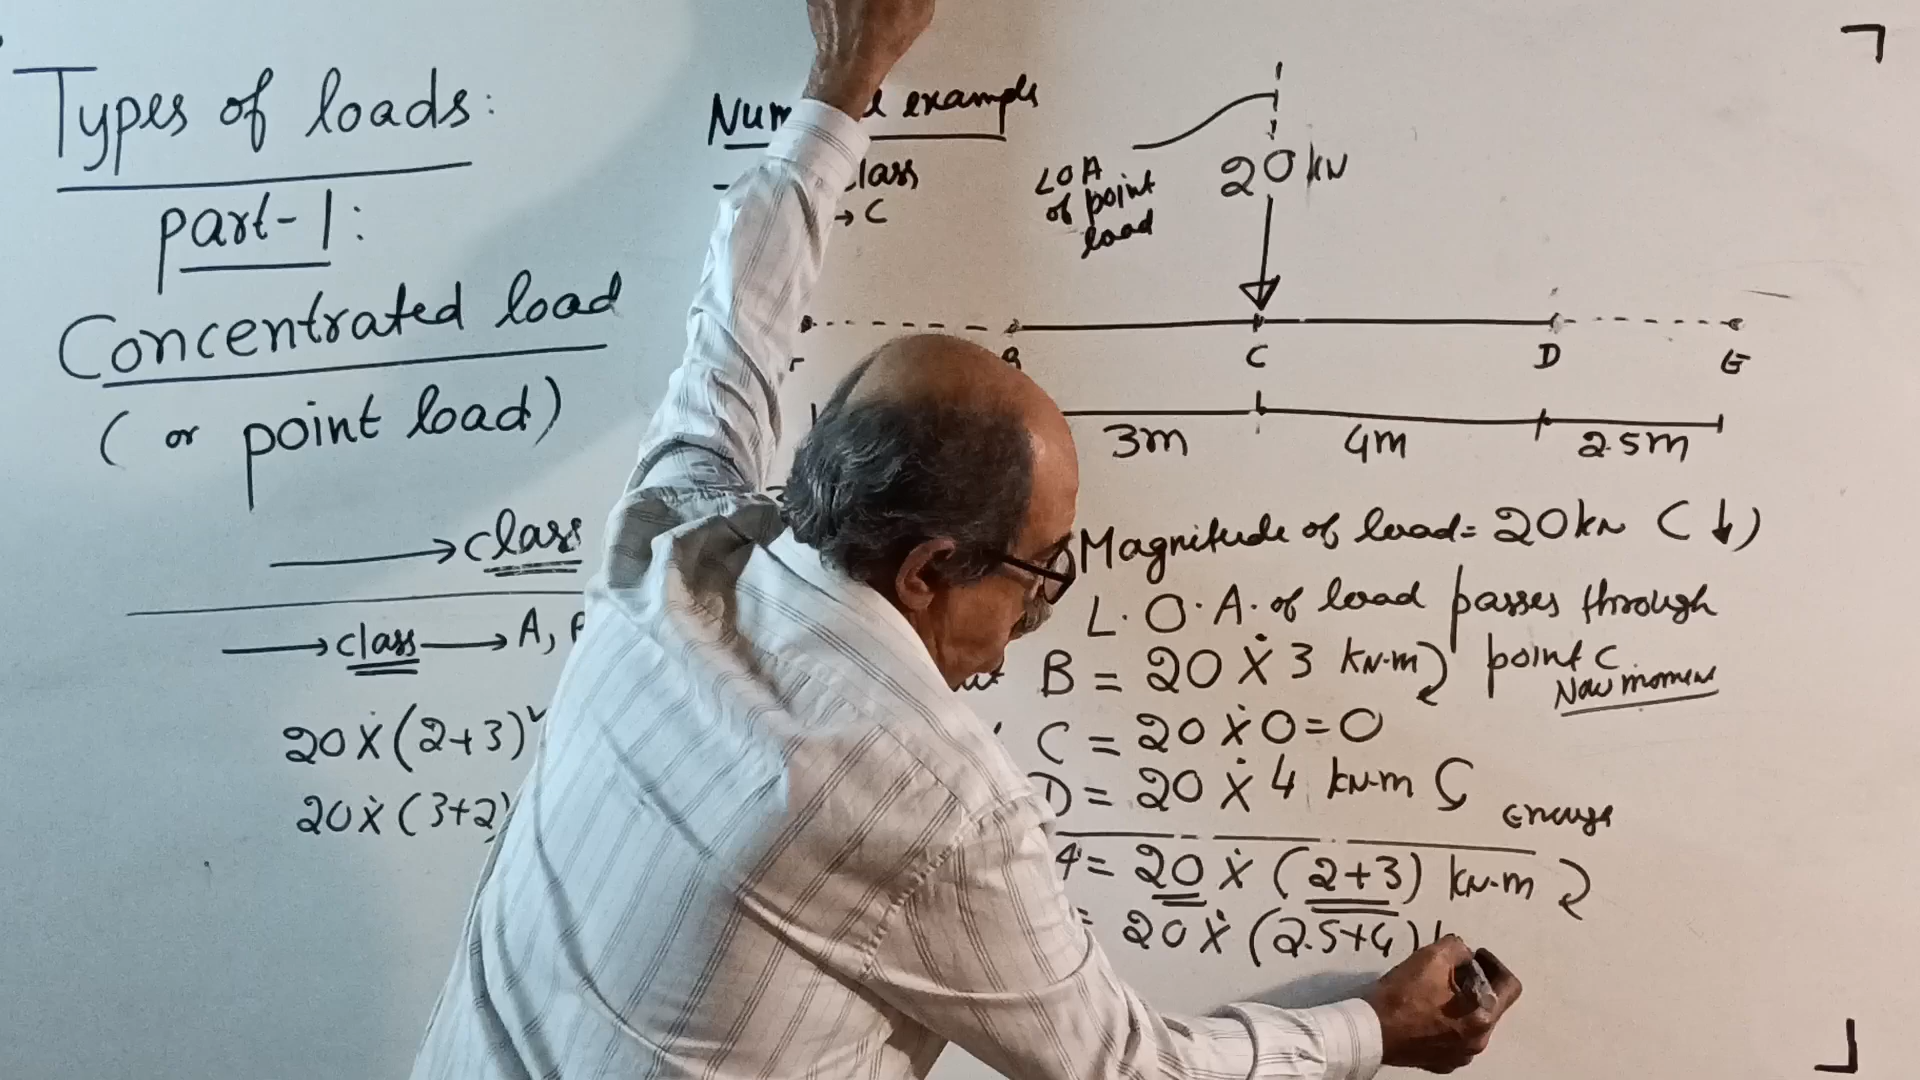 Types of loads:
part-1:
Concentrated load
( or point load)
→ class
→ class → A,
20 × (2+3)
20 × (3+2)
example
class
→ C
LOA
of point
load
20 kN
C D E
3m 4m 2.5m
Magnitude of load = 20 kN (↓)
L.O.A. of load passes through
point C
B = 20 × 3 kN-m
Now moment
C = 20 × 0 = 0
D = 20 × 4 kN-m
= 20 × (2+3) kN-m
= 20 × (2.5+4)